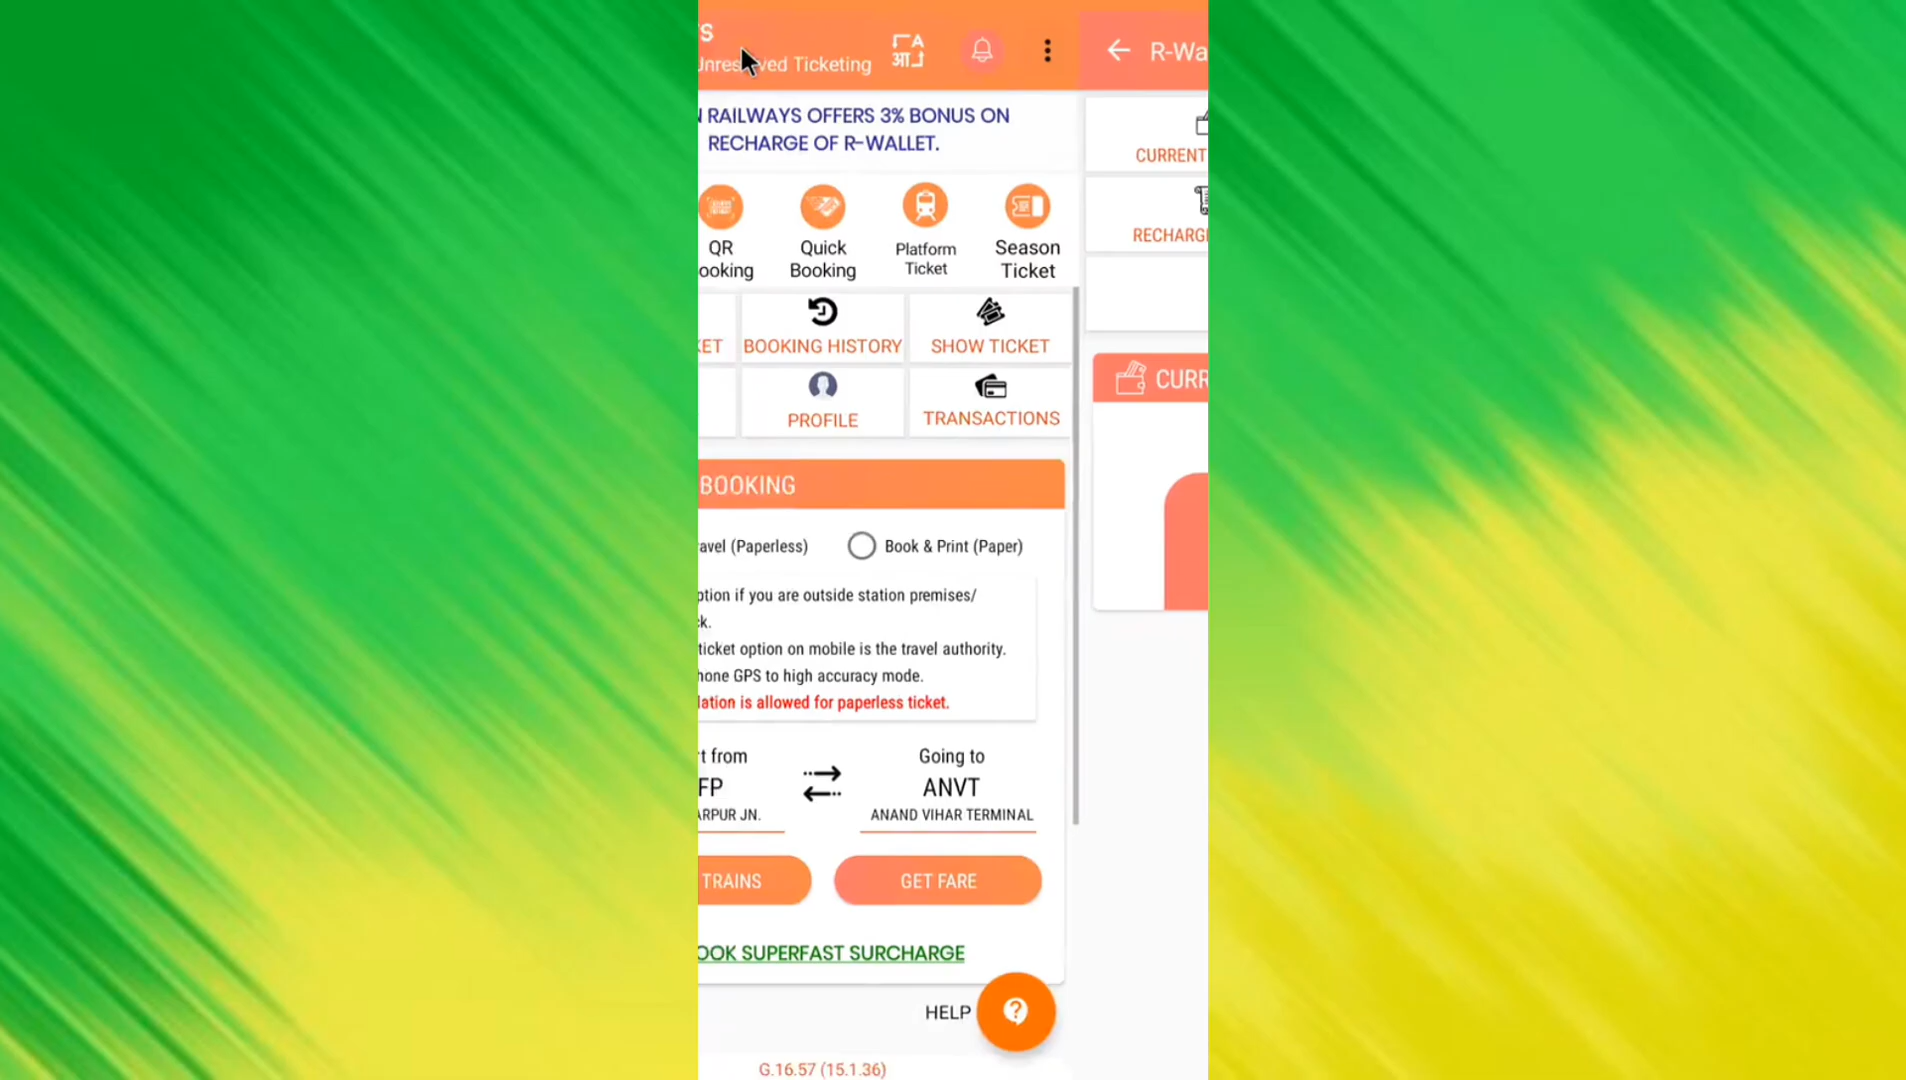 S
Unreserved Ticketing
A
आ
R-Wa
N RAILWAYS OFFERS 3% BONUS ON
RECHARGE OF R-WALLET.
CURRENT
RECHARG
QR
ooking
Quick
Booking
Platform
Ticket
Season
Ticket
KET
BOOKING HISTORY
SHOW TICKET
PROFILE
TRANSACTIONS
CURR
BOOKING
avel (Paperless)
Book & Print (Paper)
ption if you are outside station premises/
ck.
ticket option on mobile is the travel authority.
hone GPS to high accuracy mode.
lation is allowed for paperless ticket.
t from
FP
ARPUR JN.
Going to
ANVT
ANAND VIHAR TERMINAL
TRAINS
GET FARE
OOK SUPERFAST SURCHARGE
HELP
G.16.57 (15.1.36)